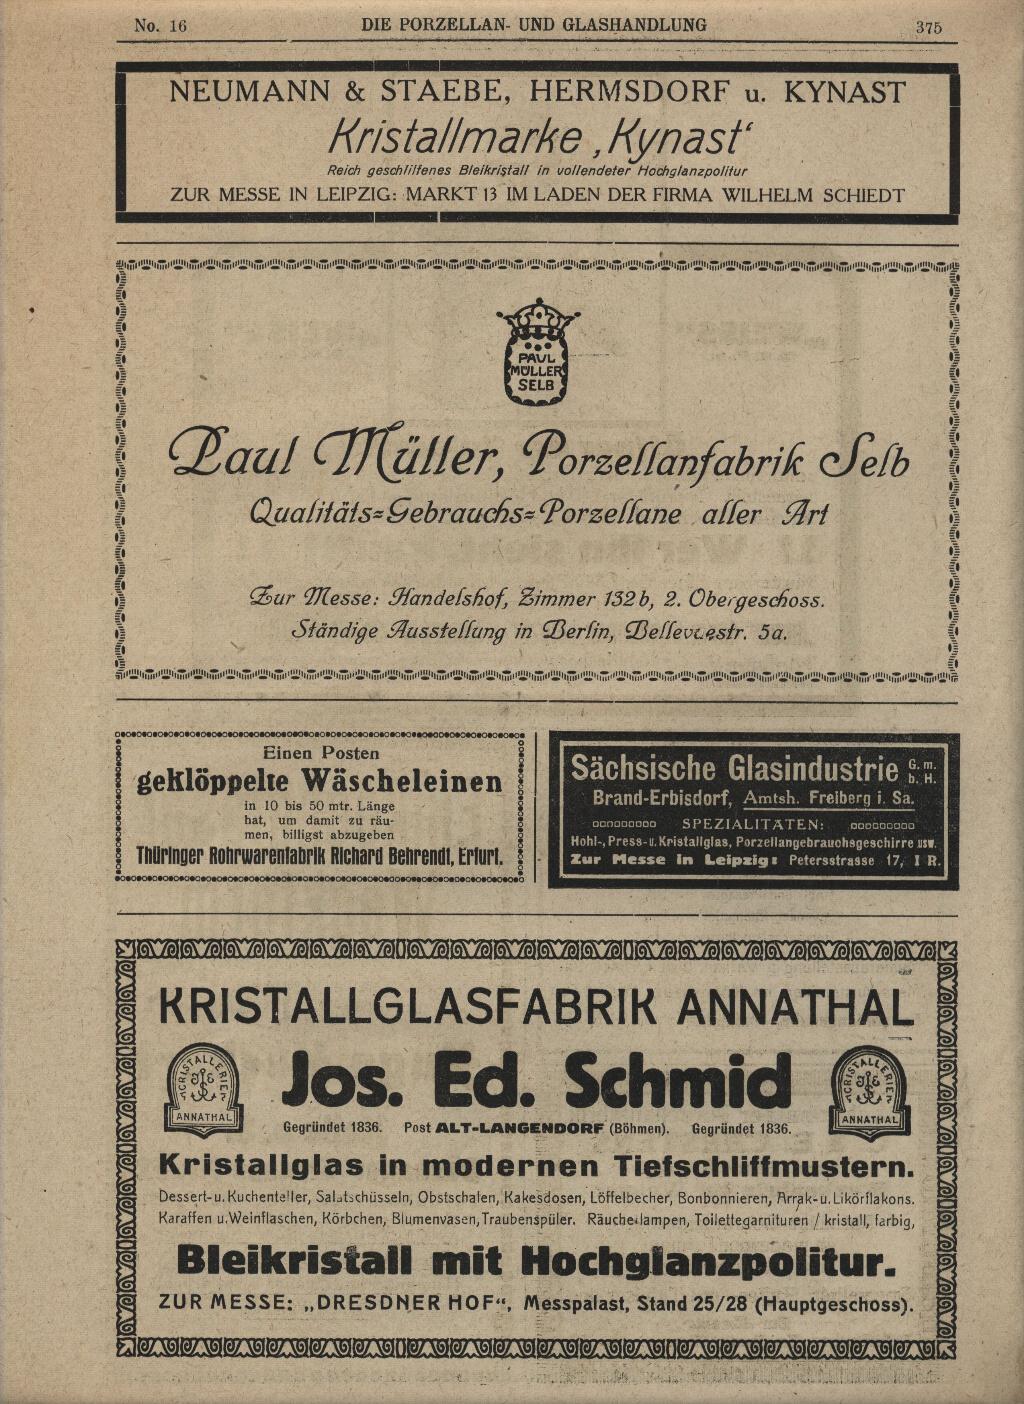 No. 16 DIE PORZELLAN- UND GLASHANDLUNG 375
NEUMANN & STAEBE, HERMSDORF u. KYNAST
Kristallmarke ‚Kynast‘
Reich geschliffenes Bleikristall in vollendeter Hochglanzpolitur
ZUR MESSE IN LEIPZIG: MARKT 13 IM LADEN DER FIRMA WILHELM SCHIEDT
PAUL
MÜLLER
SELB
Paul Müller, Porzellanfabrik Selb
Qualitäts=Gebrauchs=Porzellane aller Art
Zur Messe: Handelshof, Zimmer 132b, 2. Obergeschoss.
Ständige Ausstellung in Berlin, Bellevuestr. 5a.
Einen Posten
geklöppelte Wäscheleinen
in 10 bis 50 mtr. Länge
hat, um damit zu räu-
men, billigst abzugeben
Thüringer Rohrwarenfabrik Richard Behrendt, Erfurt.
Sächsische Glasindustrie G. m. b. H.
Brand-Erbisdorf, Amtsh. Freiberg i. Sa.
SPEZIALITÄTEN:
Hohl-, Press- u. Kristallglas, Porzellangebrauchsgeschirre usw.
Zur Messe in Leipzig: Petersstrasse 17, I R.
KRISTALLGLASFABRIK ANNATHAL
CRISTALLERIE
ANNATHAL
Jos. Ed. Schmid
CRISTALLERIE
ANNATHAL
Gegründet 1836. Post ALT-LANGENDORF (Böhmen). Gegründet 1836.
Kristallglas in modernen Tiefschliffmustern.
Dessert- u. Kuchenteller, Salatschüsseln, Obstschalen, Kakesdosen, Löffelbecher, Bonbonnieren, Arrak- u. Likörflakons.
Karaffen u. Weinflaschen, Körbchen, Blumenvasen, Traubenspüler. Räucherlampen, Toilettegarnituren / kristall, farbig,
Bleikristall mit Hochglanzpolitur.
ZUR MESSE: „DRESDNER HOF“, Messpalast, Stand 25/28 (Hauptgeschoss).